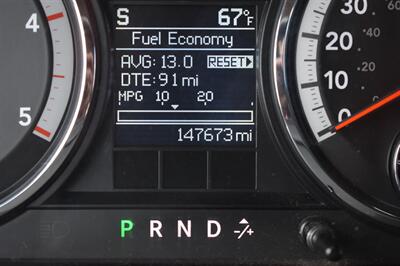 S 67°F
Fuel Economy
AVG: 13.0 RESET
DTE: 91 mi
MPG 10 20
147673 mi
4
5
30
20
10
0
0
P R N D -/+